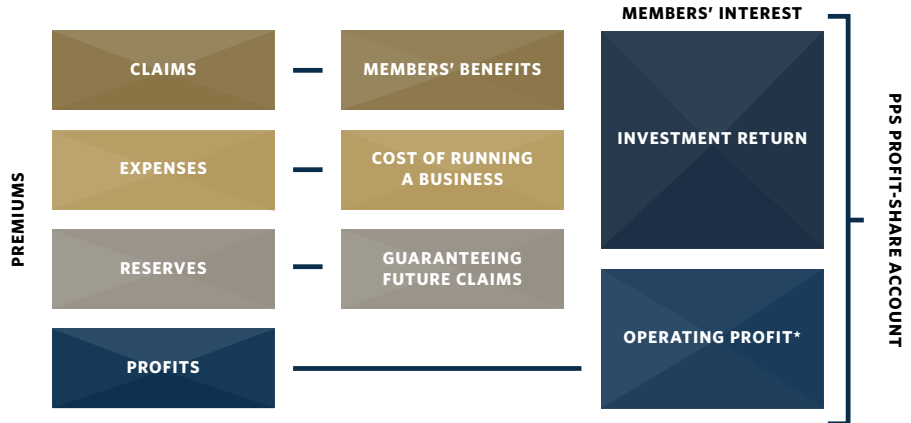 MEMBERS' INTEREST
CLAIMS
MEMBERS' BENEFITS
INVESTMENT RETURN
EXPENSES
COST OF RUNNING
A BUSINESS
PREMIUMS
RESERVES
GUARANTEEING
FUTURE CLAIMS
PROFITS
OPERATING PROFIT*
PPS PROFIT-SHARE ACCOUNT